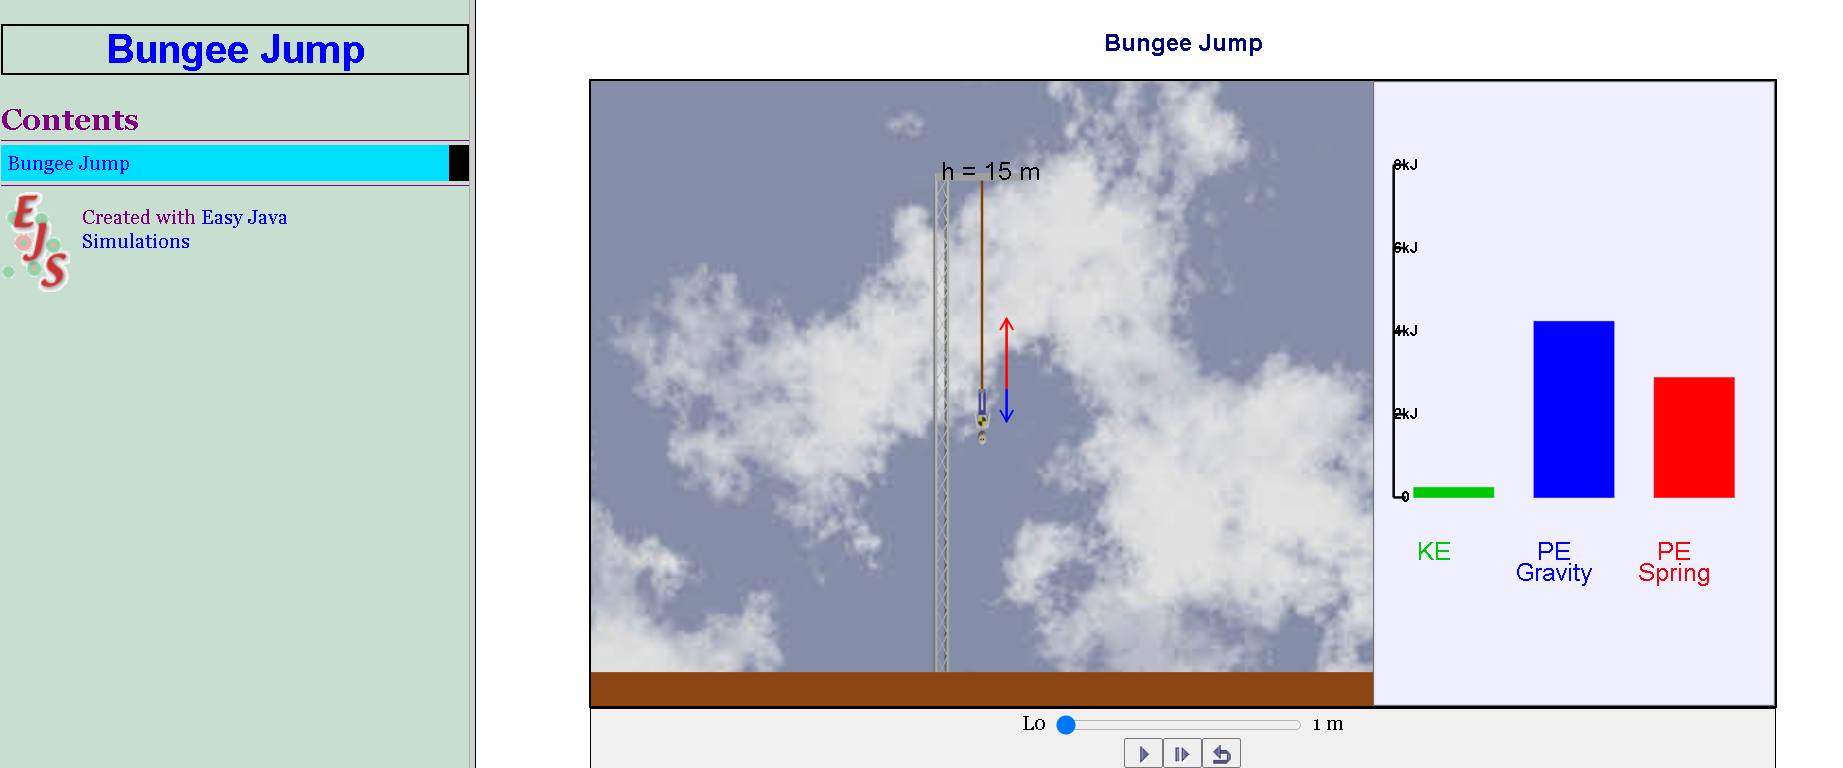 Bungee Jump
Contents
Bungee Jump
EJS
Created with Easy Java
Simulations
Bungee Jump
h = 15 m
8kJ
6kJ
4kJ
2kJ
0
KE
PE
Gravity
PE
Spring
Lo
1 m